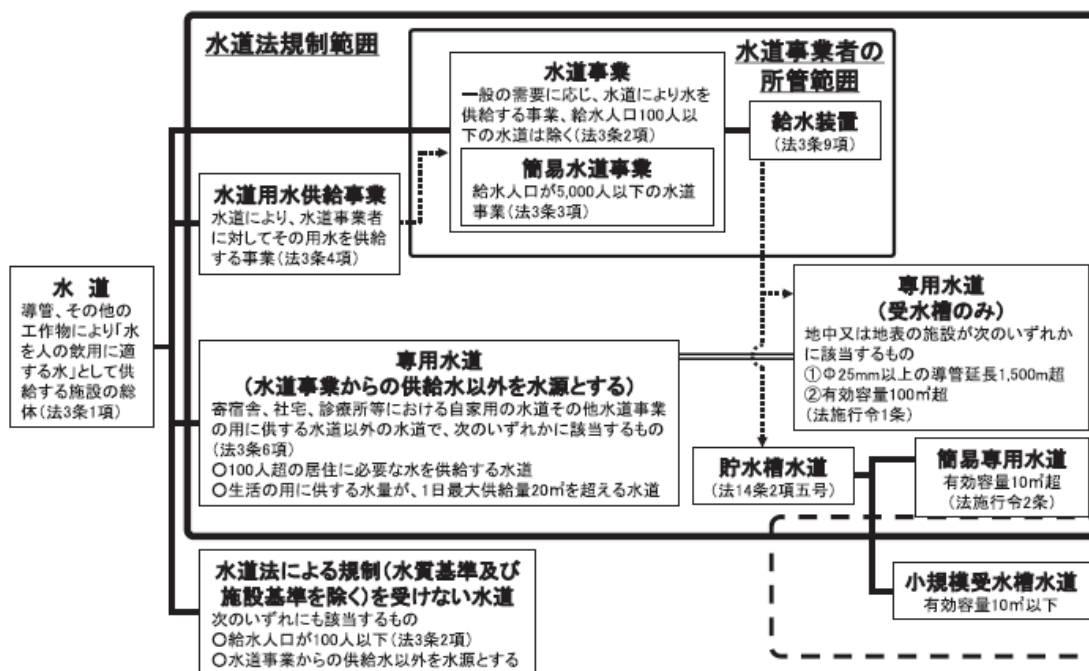 水道法規制範囲
水道事業者の
所管範囲
水道事業
一般の需要に応じ、水道により水を
供給する事業、給水人口100人以
下の水道は除く(法3条2項)
簡易水道事業
給水人口が5,000人以下の水道
事業(法3条3項)
給水装置
(法3条9項)
水道用水供給事業
水道により、水道事業者
に対してその用水を供給
する事業(法3条4項)
水 道
導管、その他の
工作物により「水
を人の飲用に適
する水」として供
給する施設の総
体(法3条1項)
専用水道
(水道事業からの供給水以外を水源とする)
寄宿舎、社宅、診療所等における自家用の水道その他水道事業
の用に供する水道以外の水道で、次のいずれかに該当するもの
(法3条6項)
○100人超の居住に必要な水を供給する水道
○生活の用に供する水量が、1日最大供給量20㎥を超える水道
専用水道
(受水槽のみ)
地中又は地表の施設が次のいずれか
に該当するもの
①Φ25mm以上の導管延長1,500m超
②有効容量100㎥超
(法施行令1条)
貯水槽水道
(法14条2項五号)
簡易専用水道
有効容量10㎥超
(法施行令2条)
小規模受水槽水道
有効容量10㎥以下
水道法による規制(水質基準及び
施設基準を除く)を受けない水道
次のいずれにも該当するもの
○給水人口が100人以下(法3条2項)
○水道事業からの供給水以外を水源とする